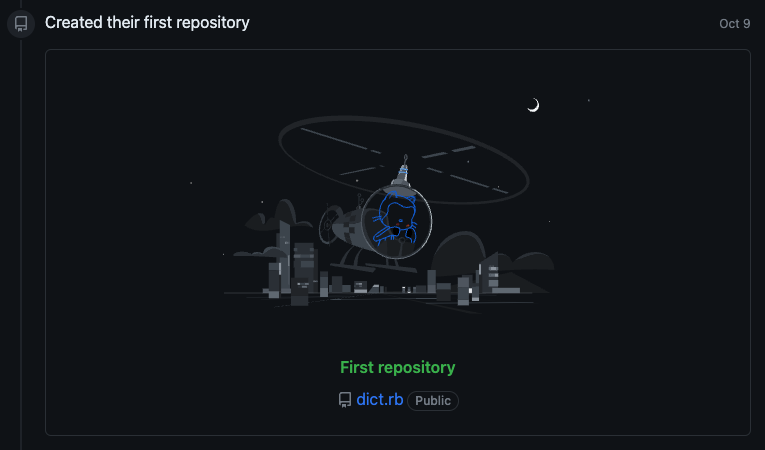 Created their first repository
Oct 9
First repository
dict.rb Public